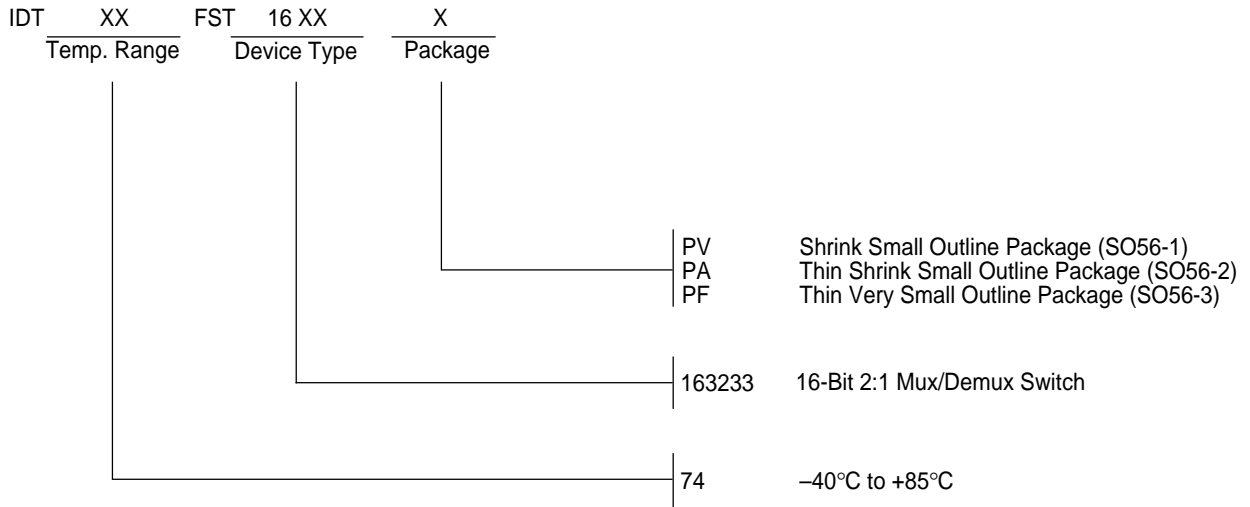 IDT XX FST 16 XX X
Temp. Range Device Type Package
PV Shrink Small Outline Package (SO56-1)
PA Thin Shrink Small Outline Package (SO56-2)
PF Thin Very Small Outline Package (SO56-3)
163233 16-Bit 2:1 Mux/Demux Switch
74 –40°C to +85°C